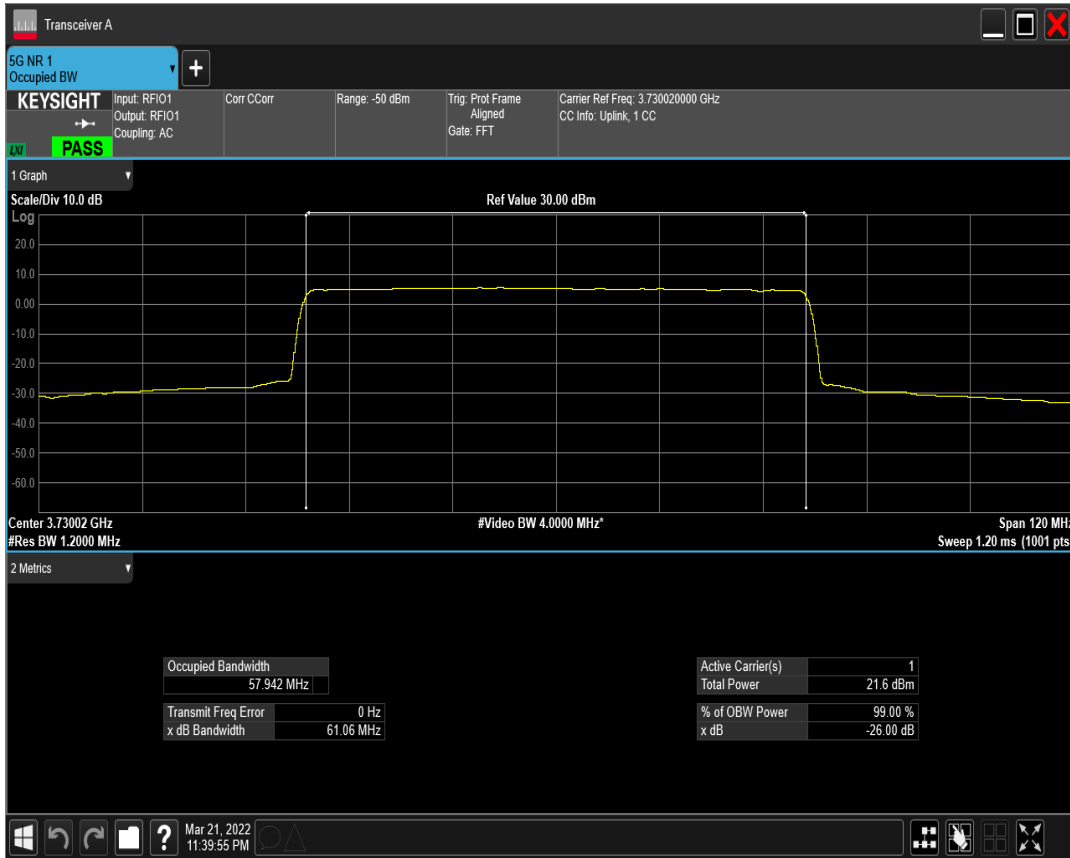 Transceiver A
5G NR 1
Occupied BW
KEYSIGHT
LXI
PASS
Input: RFIO1
Output: RFIO1
Coupling: AC
Corr CCorr
Range: -50 dBm
Trig: Prot Frame
Aligned
Gate: FFT
Carrier Ref Freq: 3.730020000 GHz
CC Info: Uplink, 1 CC
1 Graph
Scale/Div 10.0 dB
Ref Value 30.00 dBm
Log
20.0
10.0
0.00
-10.0
-20.0
-30.0
-40.0
-50.0
-60.0
Center 3.73002 GHz
#Video BW 4.0000 MHz*
Span 120 MHz
#Res BW 1.2000 MHz
Sweep 1.20 ms (1001 pts
2 Metrics
Occupied Bandwidth
57.942 MHz
Transmit Freq Error 0 Hz
x dB Bandwidth 61.06 MHz
Active Carrier(s) 1
Total Power 21.6 dBm
% of OBW Power 99.00 %
x dB -26.00 dB
?
Mar 21, 2022
11:39:55 PM